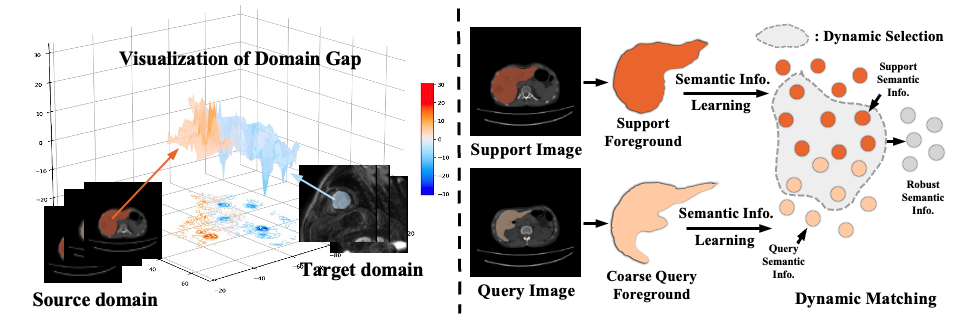 Visualization of Domain Gap
30
20
10
0
−10
−20
30
20
10
0
−10
−20
−30
40
60
−20
−40
−60
−80
20
Source domain
Target domain
Support Image
Support
Foreground
Semantic Info.
Learning
Query Image
Coarse Query
Foreground
Semantic Info.
Learning
: Dynamic Selection
Support
Semantic
Info.
Robust
Semantic
Info.
Query
Semantic
Info.
Dynamic Matching